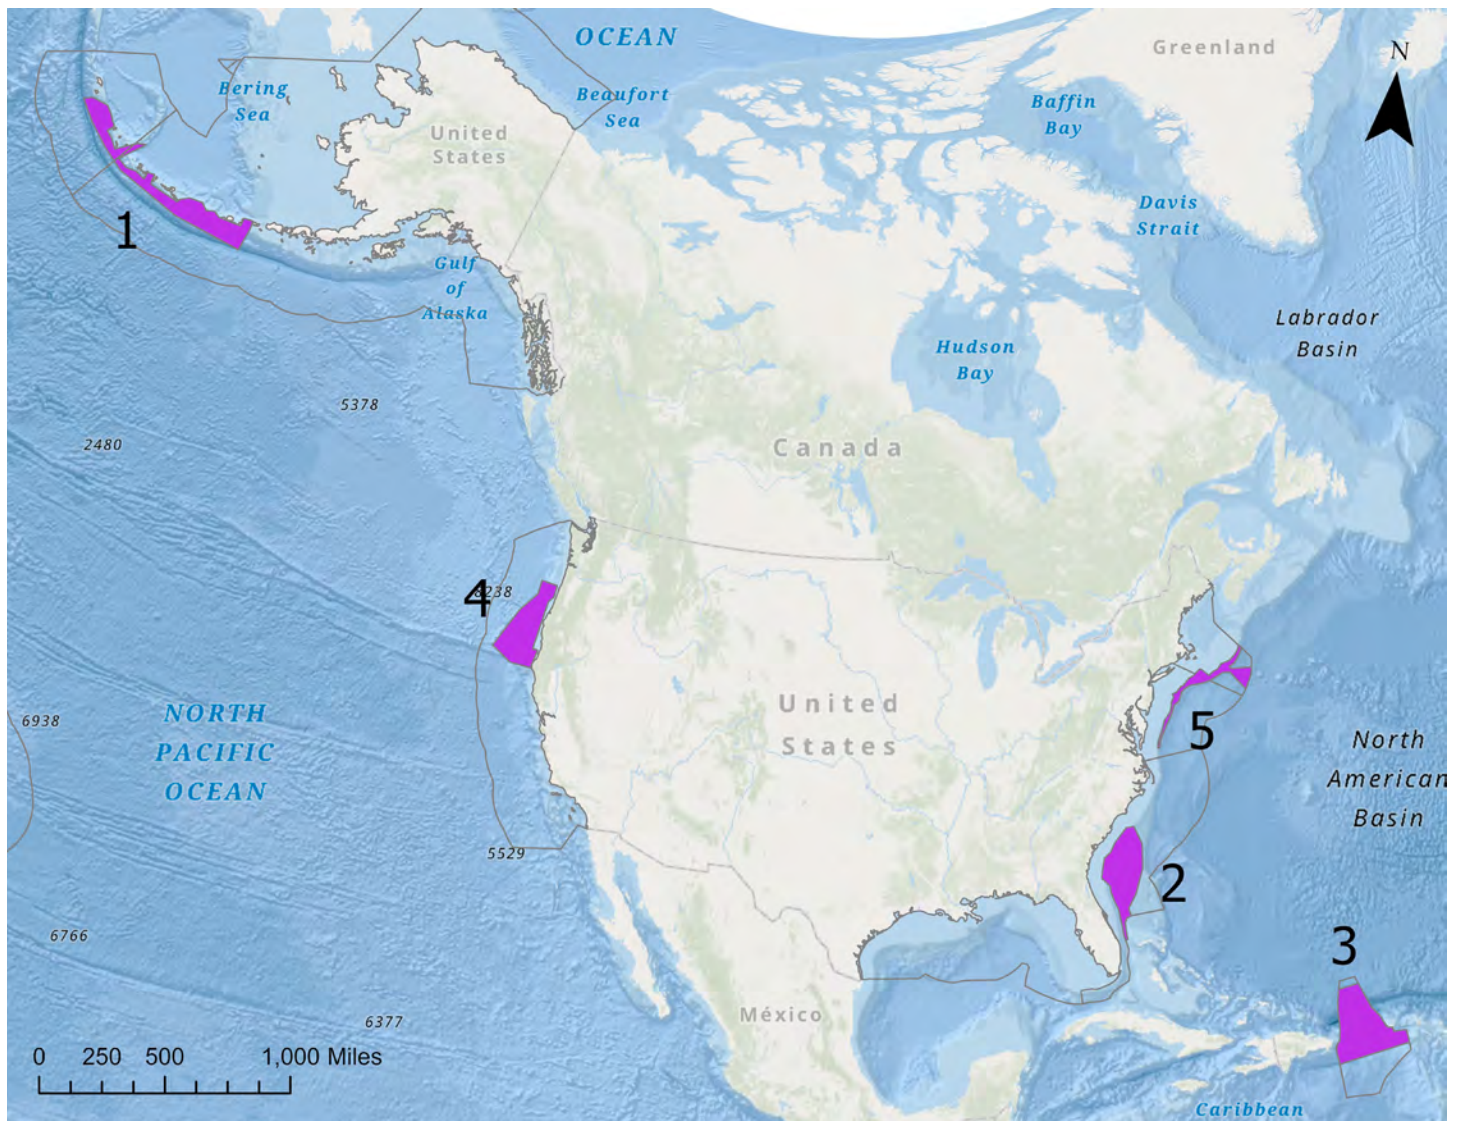 OCEAN
Greenland
N
Bering
Sea
Beaufort
Sea
Baffin
Bay
United
States
Davis
Strait
1
Gulf
of
Alaska
Labrador
Basin
Hudson
Bay
5378
2480
Canada
4
8238
6938
NORTH
PACIFIC
OCEAN
United
States
5
North
American
Basin
5529
2
6766
3
México
6377
0 250 500 1,000 Miles
Caribbean